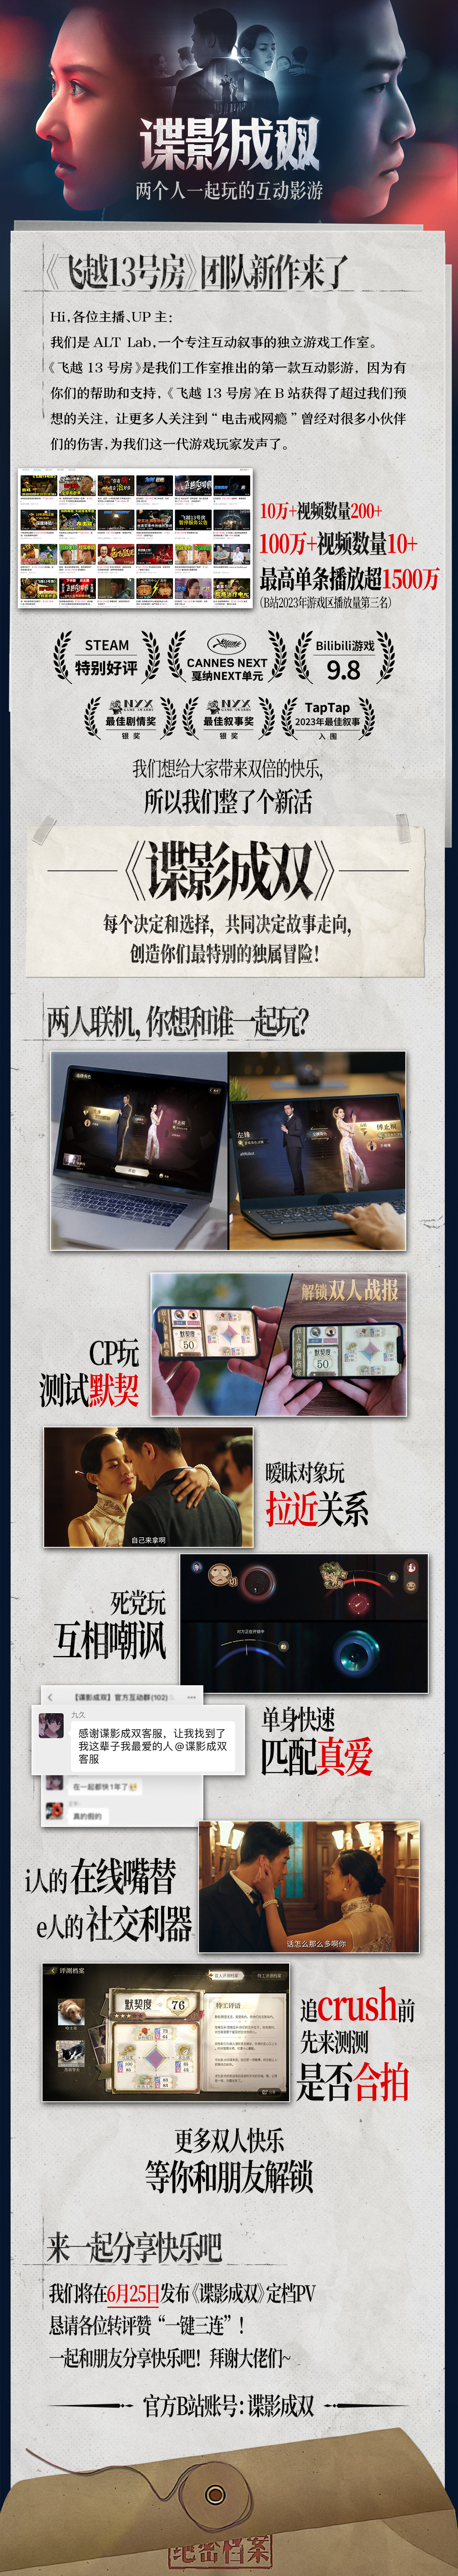 谍影成双
两个人一起玩的互动影游
《飞越13号房》团队新作来了
Hi,各位主播、UP 主：
我们是 ALT Lab,一个专注互动叙事的独立游戏工作室。
《飞越 13 号房》是我们工作室推出的第一款互动影游，因为有
你们的帮助和支持，《飞越 13 号房》在 B 站获得了超过我们预
想的关注，让更多人关注到“ 电击戒网瘾 ”曾经对很多小伙伴
们的伤害,为我们这一代游戏玩家发声了。
10万+视频数量200+
100万+视频数量10+
最高单条播放超1500万
（B站2023年游戏区播放量第三名）
STEAM
特别好评
CANNES NEXT
戛纳NEXT单元
Bilibili游戏
9.8
NYX
最佳剧情奖
银 奖
NYX
最佳叙事奖
银 奖
TapTap
2023年最佳叙事
入 围
我们想给大家带来双倍的快乐,
所以我们整了个新活
《谍影成双》
每个决定和选择，共同决定故事走向,
创造你们最特别的独属冒险！
两人联机, 你想和谁一起玩?
左锋
傅止桐
解锁双人战报
50
50
CP玩
测试默契
自己来拿啊
暧昧对象玩
拉近关系
死党玩
互相嘲讽
对方正在开锁中
【谍影成双】官方互动群(102)
九久
感谢谍影成双客服，让我找到了
我这辈子我最爱的人@谍影成双
客服
在一起都快1年了
真的假的
单身快速
匹配真爱
i人的在线嘴替
e人的社交利器
话怎么那么多啊你
评测档案
默契度 76
特工评语
追crush前
先来测测
是否合拍
更多双人快乐
等你和朋友解锁
来一起分享快乐吧
我们将在6月25日发布《谍影成双》定档PV
恳请各位转评赞“一键三连”！
一起和朋友分享快乐吧！拜谢大佬们~
官方B站账号：谍影成双
绝密档案